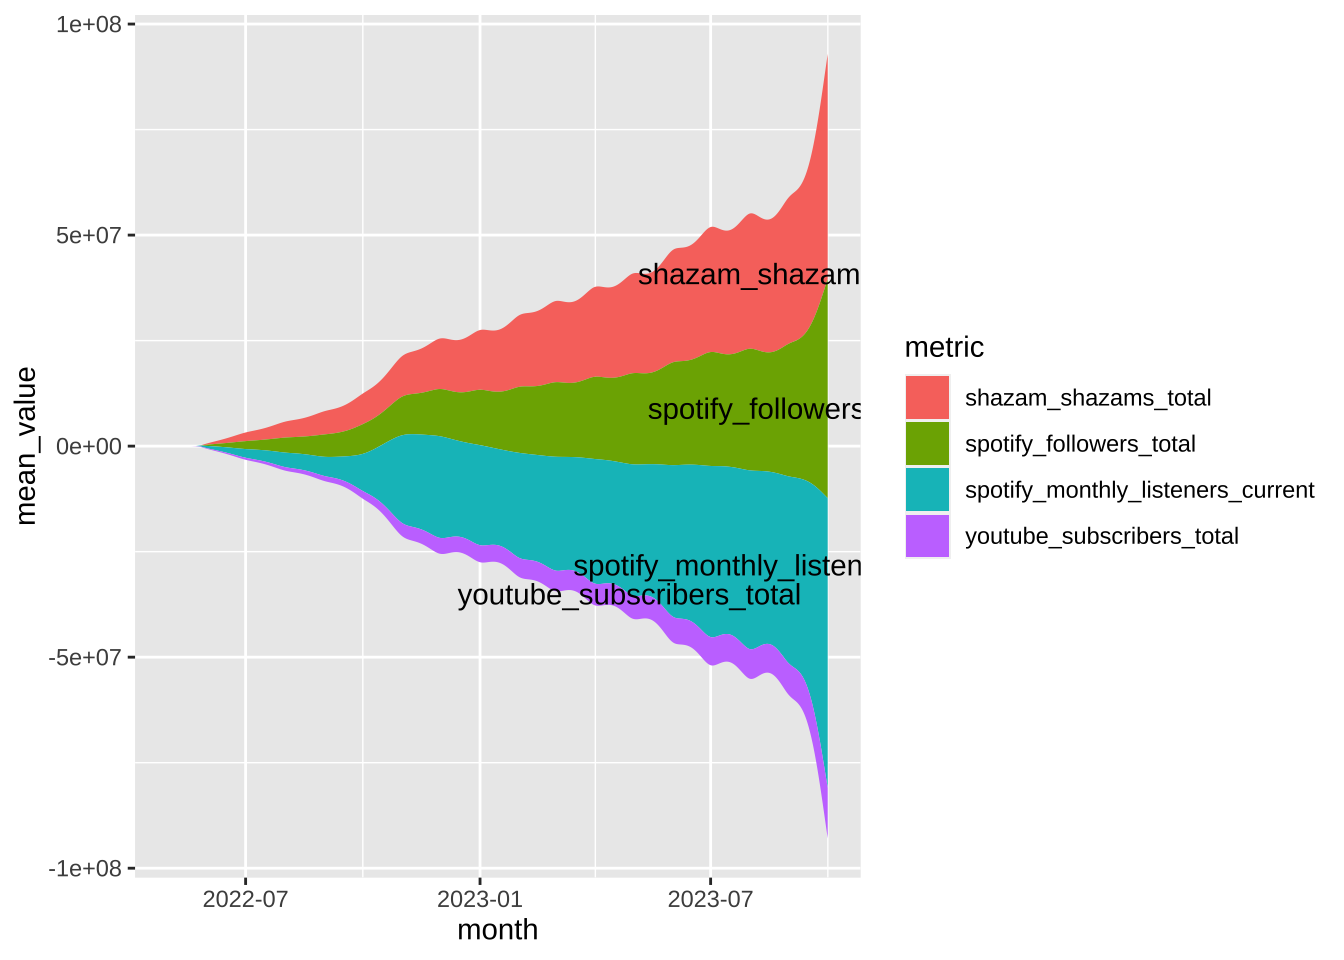 1e+08
5e+07
0e+00
-5e+07
-1e+08
mean_value
shazam_shazam
spotify_followers
spotify_monthly_listen
youtube_subscribers_total
2022-07
2023-01
2023-07
month
metric
shazam_shazams_total
spotify_followers_total
spotify_monthly_listeners_current
youtube_subscribers_total